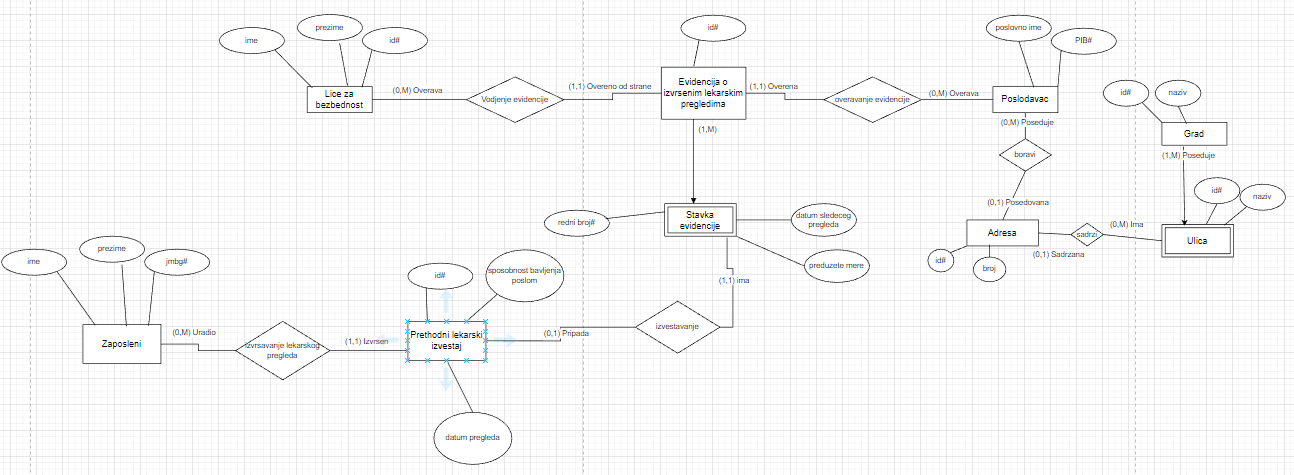 id#
prezime
ime
id#
poslovno ime
PIB#
Lice za
bezbednost
(0,M) Overava
Vodjenje evidencije
(1,1) Overeno od strane
Evidencija o
izvrsenim lekarskim
pregledima
(1,1) Overena
overavanje evidencije
(0,M) Overava
Poslodavac
id#
naziv
Grad
(1,M)
(0,M) Poseduje
boravi
(1,M) Poseduje
(0,1) Posedovana
id#
naziv
redni broj#
Stavka
evidencije
datum sledeceg
pregleda
Adresa
sadrzi
(0,M) Ima
Ulica
(0,1) Sadrzana
id#
broj
preduzete mere
ime
prezime
jmbg#
id#
sposobnost bavljenja
poslom
(1,1) ima
Zaposleni
(0,M) Uradio
izvrsavanje lekarskog
pregleda
(1,1) Izvrsen
Prethodni lekarski
izvestaj
(0,1) Pripada
izvestavanje
datum pregleda